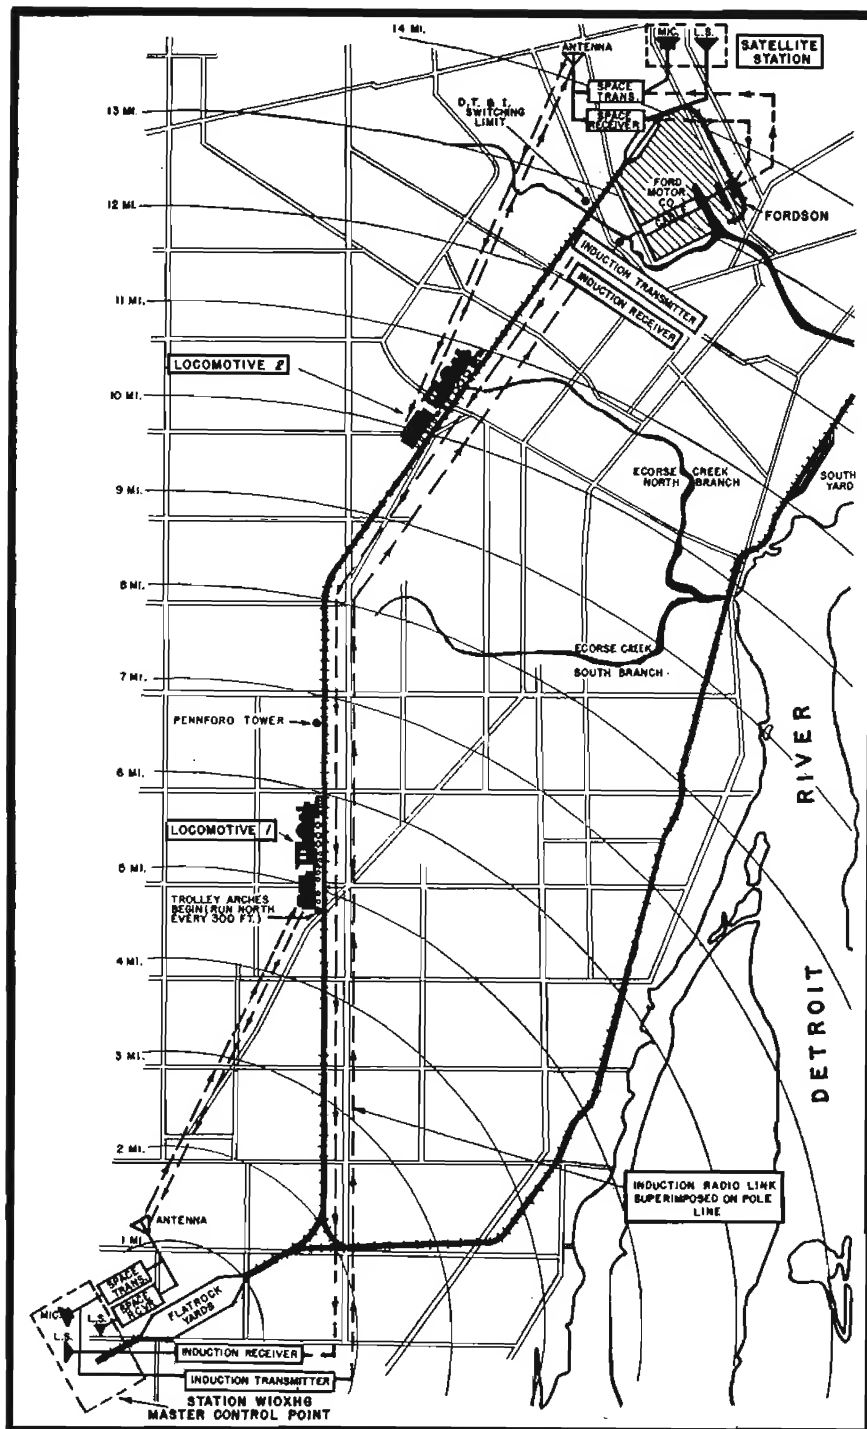 14 MI.
ANTENNA
MIC.
L.S.
SATELLITE
STATION
SPACE
TRANS.
SPACE
RECEIVER
D.T. & I.
SWITCHING
LIMIT
13 MI.
FORD
MOTOR
CO.
CABLE
FORDSON
12 MI.
INDUCTION TRANSMITTER
INDUCTION RECEIVER
11 MI.
LOCOMOTIVE 2
10 MI.
ECORSE CREEK
NORTH BRANCH
SOUTH
YARD
9 MI.
8 MI.
ECORSE CREEK
SOUTH BRANCH
7 MI.
PENNFORD TOWER
RIVER
6 MI.
LOCOMOTIVE 1
5 MI.
TROLLEY ARCHES
BEGIN (RUN NORTH
EVERY 300 FT.)
4 MI.
DETROIT
3 MI.
2 MI.
INDUCTION RADIO LINK
SUPERIMPOSED ON POLE
LINE
ANTENNA
1 MI.
SPACE
TRANS.
SPACE
RCVR.
FLATROCK
YARDS
MIC.
L.S.
L.S.
INDUCTION RECEIVER
INDUCTION TRANSMITTER
STATION W10XHG
MASTER CONTROL POINT